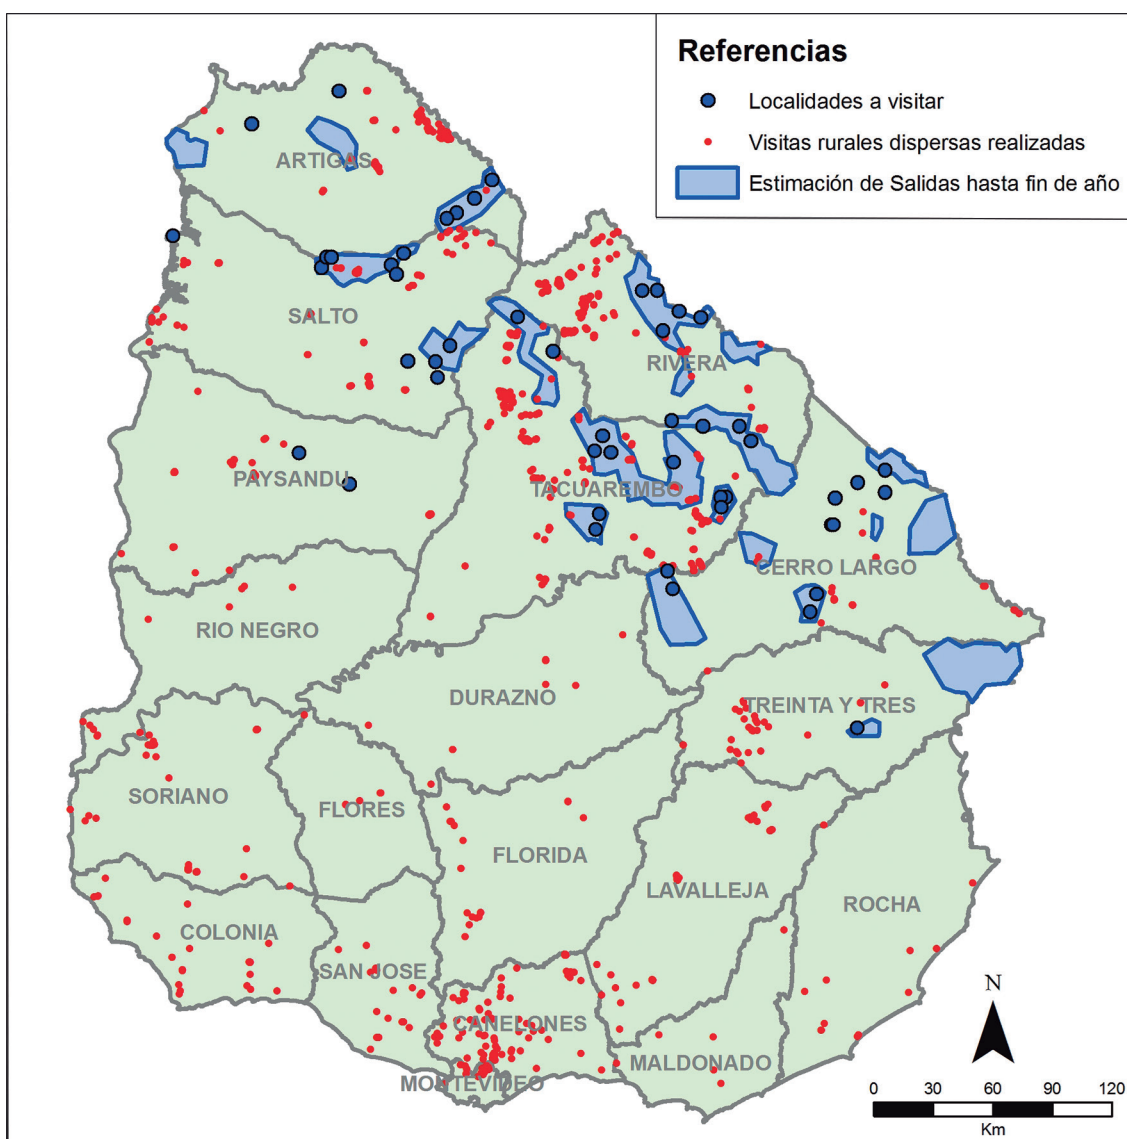 Referencias
Localidades a visitar
Visitas rurales dispersas realizadas
Estimación de Salidas hasta fin de año
ARTIGAS
SALTO
RIVERA
PAYSANDU
TACUAREMBO
CERRO LARGO
RIO NEGRO
DURAZNO
TREINTA Y TRES
SORIANO
FLORES
FLORIDA
LAVALLEJA
ROCHA
COLONIA
SAN JOSE
CANELONES
MALDONADO
MONTEVIDEO
N
0 30 60 90 120
Km